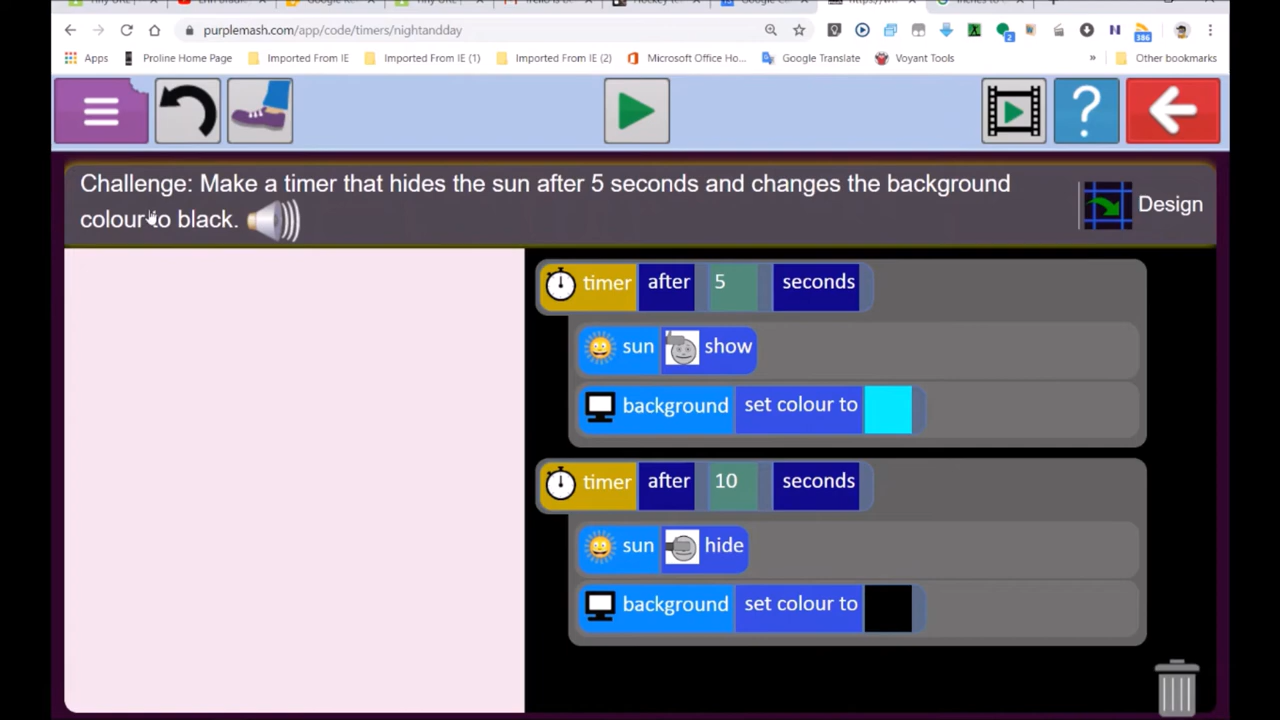 purplemash.com/app/code/timers/nightandday
2
386
Apps Proline Home Page Imported From IE Imported From IE (1) Imported From IE (2) Microsoft Office Ho... Google Translate Voyant Tools » Other bookmarks
Challenge: Make a timer that hides the sun after 5 seconds and changes the background
colour to black.
Design
timer after 5 seconds
sun show
background set colour to
timer after 10 seconds
sun hide
background set colour to